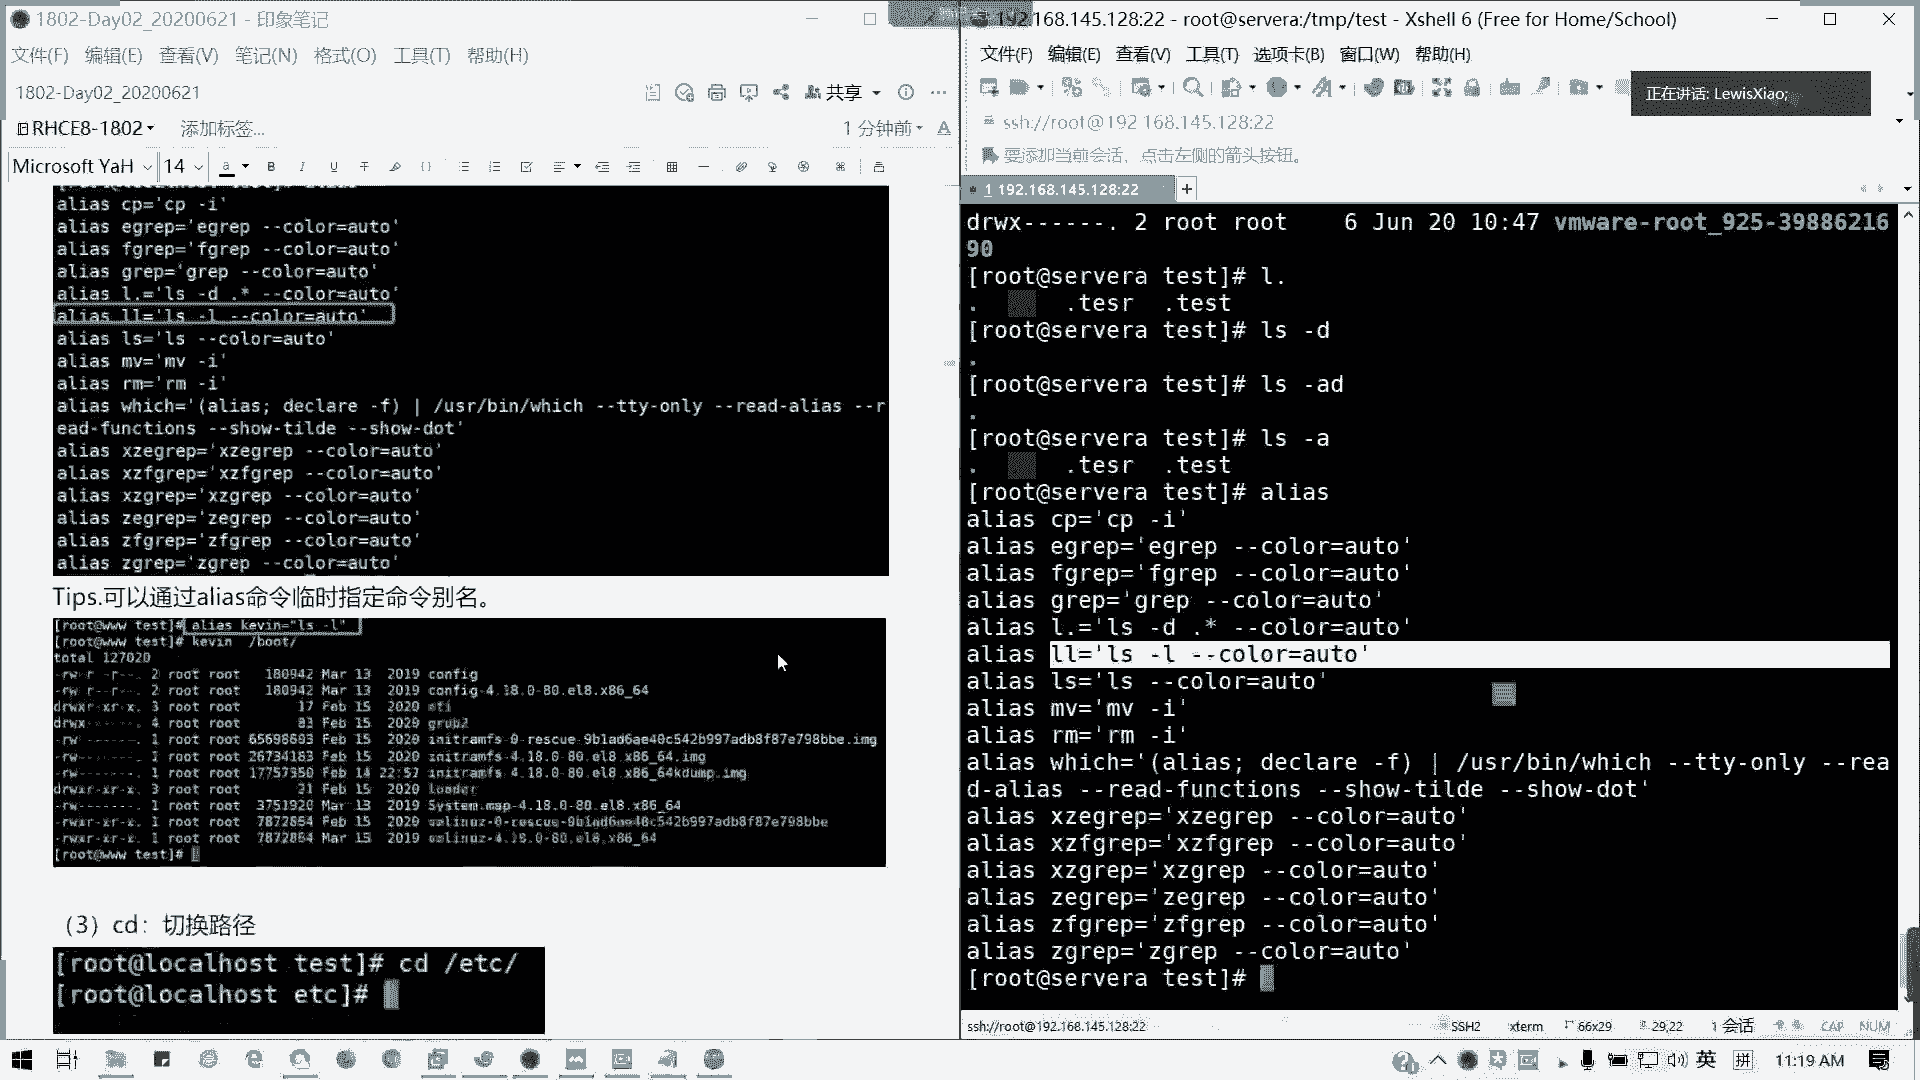 1802-Day02_20200621 - 印象笔记
文件(F) 编辑(E) 查看(V) 笔记(N) 格式(O) 工具(T) 帮助(H)
1802-Day02_20200621
共享
RHCE8-1802
添加标签...
1 分钟前
Microsoft YaH 14
alias cp='cp -i'
alias egrep='egrep --color=auto'
alias fgrep='fgrep --color=auto'
alias grep='grep --color=auto'
alias l.='ls -d .* --color=auto'
alias ll='ls -l --color=auto'
alias ls='ls --color=auto'
alias mv='mv -i'
alias rm='rm -i'
alias which='(alias; declare -f) | /usr/bin/which --tty-only --read-alias --r
ead-functions --show-tilde --show-dot'
alias xzegrep='xzegrep --color=auto'
alias xzfgrep='xzfgrep --color=auto'
alias xzgrep='xzgrep --color=auto'
alias zegrep='zegrep --color=auto'
alias zfgrep='zfgrep --color=auto'
alias zgrep='zgrep --color=auto'
Tips.可以通过alias命令临时指定命令别名。
[root@www test]# alias kevin="ls -l"
[root@www test]# kevin /boot/
total 127020
-rw-r--r--. 2 root root 180942 Mar 13 2019 config
-rw-r--r--. 2 root root 180942 Mar 13 2019 config-4.18.0-80.el8.x86_64
drwxr-xr-x. 3 root root 17 Feb 15 2020 efi
drwx------. 4 root root 83 Feb 15 2020 grub2
-rw-------. 1 root root 65698603 Feb 15 2020 initramfs-0-rescue-9b1ad6ae40c542b997adb8f87e798bbe.img
-rw-------. 1 root root 26734183 Feb 15 2020 initramfs-4.18.0-80.el8.x86_64.img
-rw-------. 1 root root 17757350 Feb 14 22:57 initramfs-4.18.0-80.el8.x86_64kdump.img
drwxr-xr-x. 3 root root 21 Feb 15 2020 loader
-rw-------. 1 root root 3751920 Mar 13 2019 System.map-4.18.0-80.el8.x86_64
-rwxr-xr-x. 1 root root 7872864 Feb 15 2020 vmlinuz-0-rescue-9b1ad6ae40c542b997adb8f87e798bbe
-rwxr-xr-x. 1 root root 7872864 Mar 15 2019 vmlinuz-4.18.0-80.el8.x86_64
[root@www test]#
（3）cd：切换路径
[root@localhost test]# cd /etc/
[root@localhost etc]#
192.168.145.128:22 - root@servera:/tmp/test - Xshell 6 (Free for Home/School)
文件(F) 编辑(E) 查看(V) 工具(T) 选项卡(B) 窗口(W) 帮助(H)
正在讲话: LewisXiao;
ssh://root@192.168.145.128:22
要添加当前会话，点击左侧的箭头按钮。
1 192.168.145.128:22
drwx------. 2 root root 6 Jun 20 10:47 vmware-root_925-39886216
90
[root@servera test]# l.
. .tesr .test
[root@servera test]# ls -d
.
[root@servera test]# ls -ad
.
[root@servera test]# ls -a
. .tesr .test
[root@servera test]# alias
alias cp='cp -i'
alias egrep='egrep --color=auto'
alias fgrep='fgrep --color=auto'
alias grep='grep --color=auto'
alias l.='ls -d .* --color=auto'
alias ll='ls -l --color=auto'
alias ls='ls --color=auto'
alias mv='mv -i'
alias rm='rm -i'
alias which='(alias; declare -f) | /usr/bin/which --tty-only --rea
d-alias --read-functions --show-tilde --show-dot'
alias xzegrep='xzegrep --color=auto'
alias xzfgrep='xzfgrep --color=auto'
alias xzgrep='xzgrep --color=auto'
alias zegrep='zegrep --color=auto'
alias zfgrep='zfgrep --color=auto'
alias zgrep='zgrep --color=auto'
[root@servera test]#
ssh://root@192.168.145.128:22 SSH2 xterm 66x29 29,22 1 会话 CAP NUM
英 拼 11:19 AM